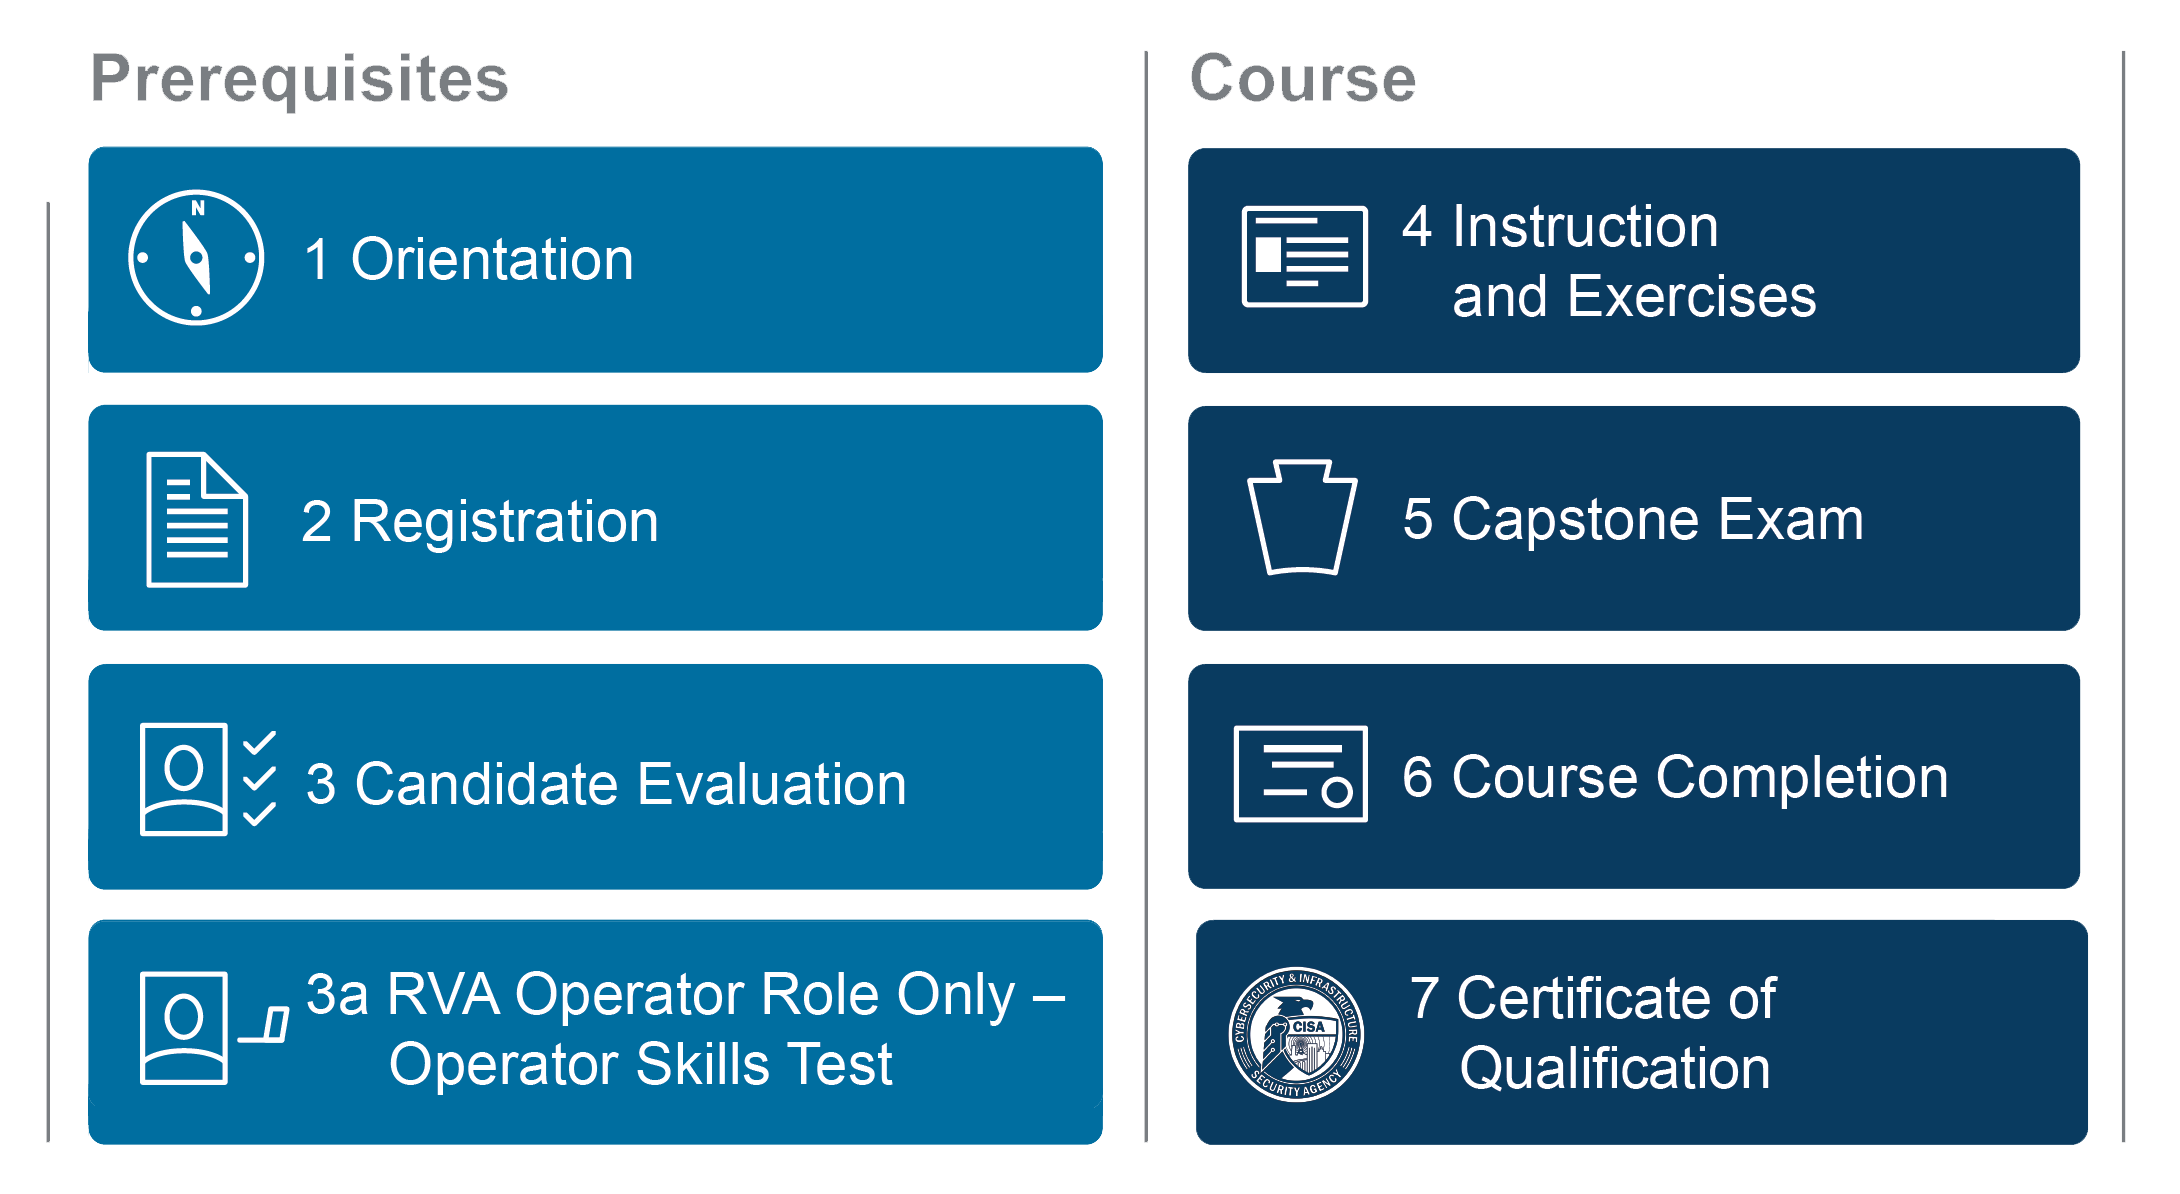 Prerequisites
N
1 Orientation
2 Registration
3 Candidate Evaluation
3a RVA Operator Role Only –
Operator Skills Test
Course
4 Instruction
and Exercises
5 Capstone Exam
6 Course Completion
CYBERSECURITY & INFRASTRUCTURE
CISA
SECURITY AGENCY
7 Certificate of
Qualification